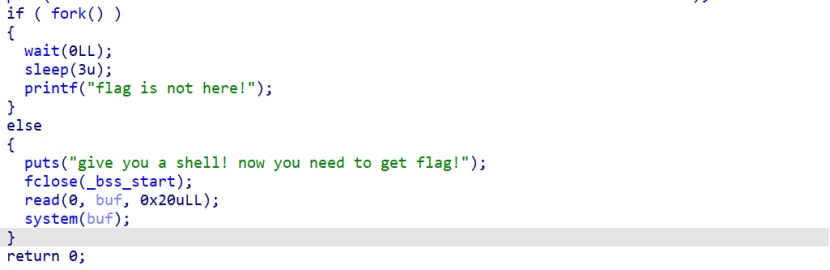 if ( fork() )
{
wait(0LL);
sleep(3u);
printf("flag is not here!");
}
else
{
puts("give you a shell! now you need to get flag!");
fclose(_bss_start);
read(0, buf, 0x20uLL);
system(buf);
}
return 0;